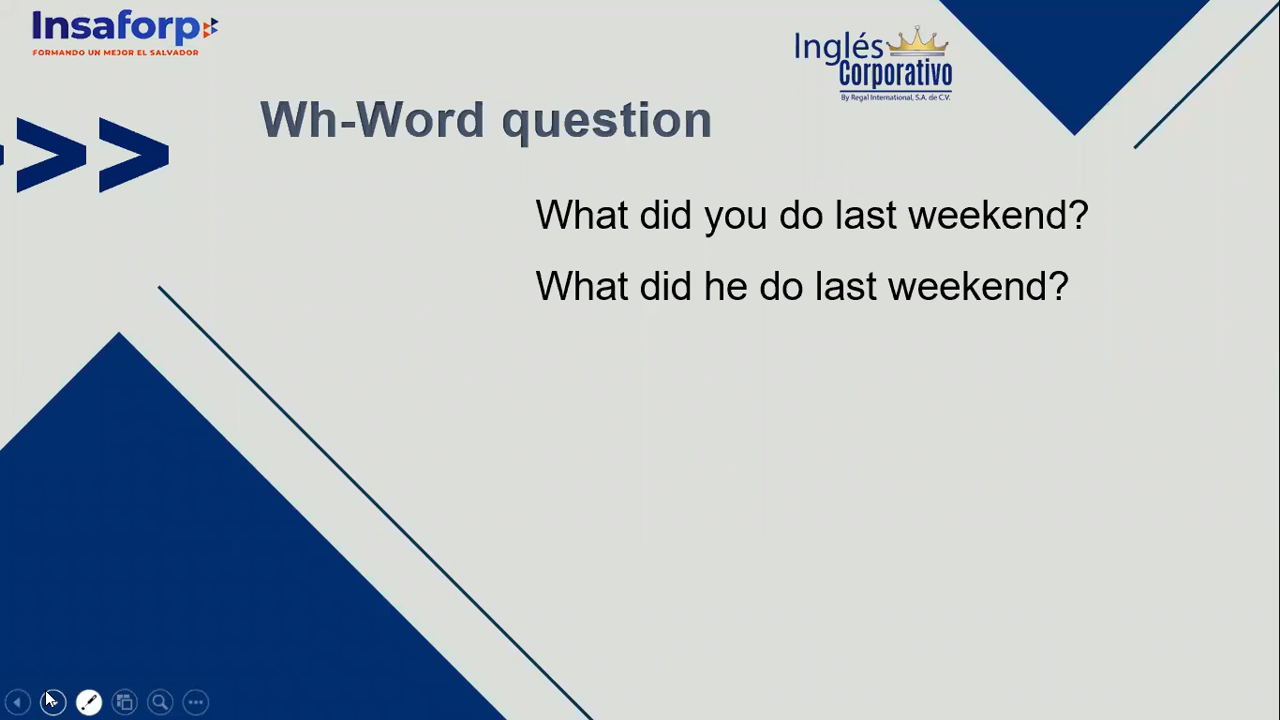 Insaforp
FORMANDO UN MEJOR EL SALVADOR
Inglés
Corporativo
By Regal International, S.A. de C.V.
Wh-Word question
>>
What did you do last weekend?
What did he do last weekend?